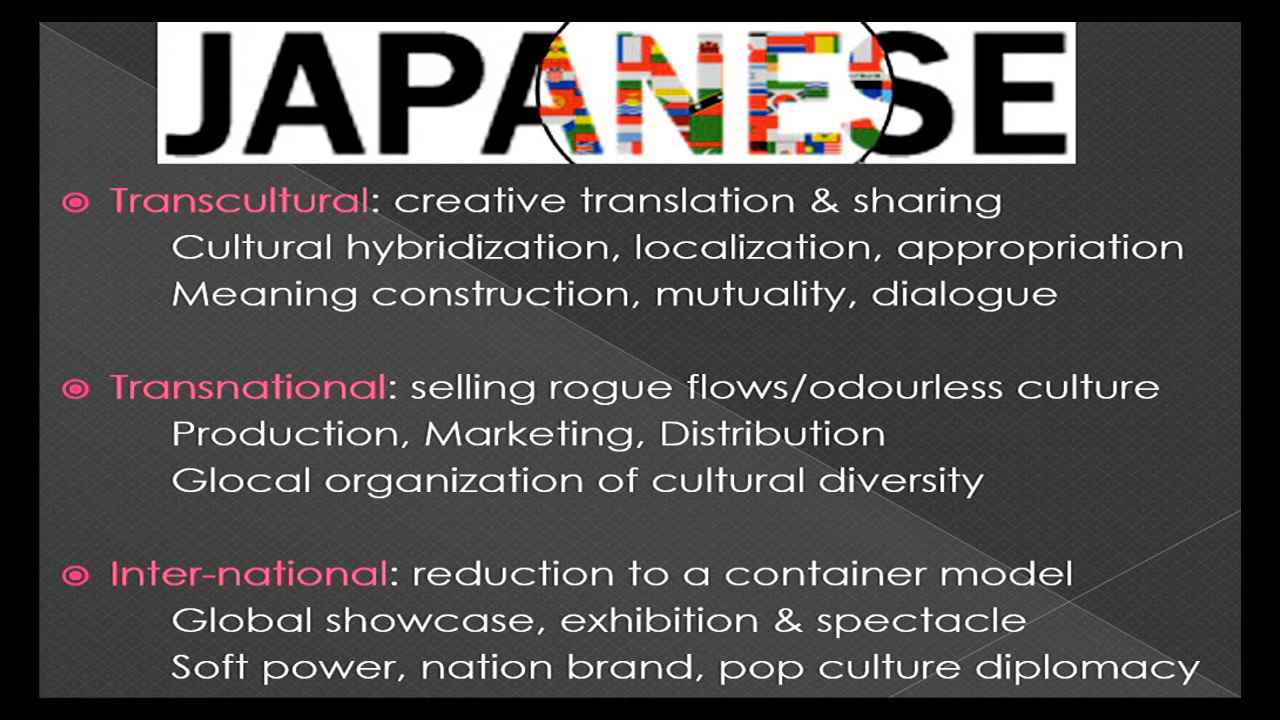 JAPANESE
Transcultural: creative translation & sharing
Cultural hybridization, localization, appropriation
Meaning construction, mutuality, dialogue
Transnational: selling rogue flows/odourless culture
Production, Marketing, Distribution
Glocal organization of cultural diversity
Inter-national: reduction to a container model
Global showcase, exhibition & spectacle
Soft power, nation brand, pop culture diplomacy